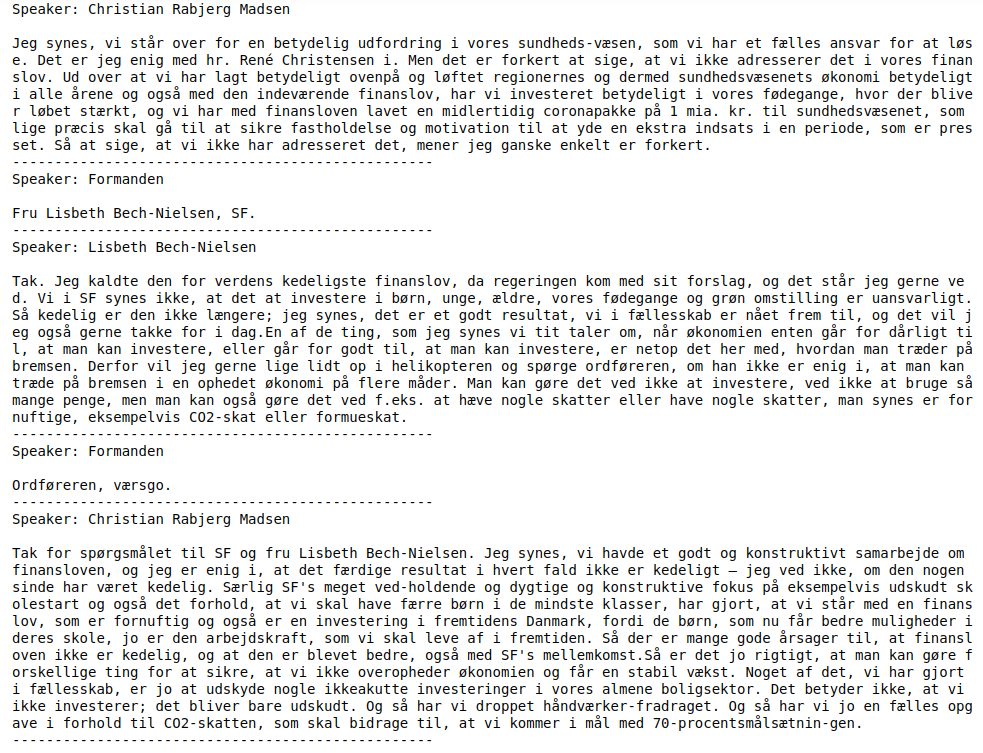 Speaker: Christian Rabjerg Madsen
Jeg synes, vi står over for en betydelig udfordring i vores sundheds-væsen, som vi har et fælles ansvar for at løs
e. Det er jeg enig med hr. René Christensen i. Men det er forkert at sige, at vi ikke adresserer det i vores finan
slov. Ud over at vi har lagt betydeligt ovenpå og løftet regionernes og dermed sundhedsvæsenets økonomi betydeligt
i alle årene og også med den indeværende finanslov, har vi investeret betydeligt i vores fødegange, hvor der blive
r løbet stærkt, og vi har med finansloven lavet en midlertidig coronapakke på 1 mia. kr. til sundhedsvæsenet, som
lige præcis skal gå til at sikre fastholdelse og motivation til at yde en ekstra indsats i en periode, som er pres
set. Så at sige, at vi ikke har adresseret det, mener jeg ganske enkelt er forkert.
--------------------------------------------------
Speaker: Formanden
Fru Lisbeth Bech-Nielsen, SF.
--------------------------------------------------
Speaker: Lisbeth Bech-Nielsen
Tak. Jeg kaldte den for verdens kedeligste finanslov, da regeringen kom med sit forslag, og det står jeg gerne ve
d. Vi i SF synes ikke, at det at investere i børn, unge, ældre, vores fødegange og grøn omstilling er uansvarligt.
Så kedelig er den ikke længere; jeg synes, det er et godt resultat, vi i fællesskab er nået frem til, og det vil j
eg også gerne takke for i dag.En af de ting, som jeg synes vi tit taler om, når økonomien enten går for dårligt ti
l, at man kan investere, eller går for godt til, at man kan investere, er netop det her med, hvordan man træder på
bremsen. Derfor vil jeg gerne lige lidt op i helikopteren og spørge ordføreren, om han ikke er enig i, at man kan
træde på bremsen i en ophedet økonomi på flere måder. Man kan gøre det ved ikke at investere, ved ikke at bruge så
mange penge, men man kan også gøre det ved f.eks. at hæve nogle skatter eller have nogle skatter, man synes er for
nuftige, eksempelvis CO2-skat eller formueskat.
--------------------------------------------------
Speaker: Formanden
Ordføreren, værsgo.
--------------------------------------------------
Speaker: Christian Rabjerg Madsen
Tak for spørgsmålet til SF og fru Lisbeth Bech-Nielsen. Jeg synes, vi havde et godt og konstruktivt samarbejde om
finansloven, og jeg er enig i, at det færdige resultat i hvert fald ikke er kedeligt – jeg ved ikke, om den nogen
sinde har været kedelig. Særlig SF's meget ved-holdende og dygtige og konstruktive fokus på eksempelvis udskudt sk
olestart og også det forhold, at vi skal have færre børn i de mindste klasser, har gjort, at vi står med en finans
lov, som er fornuftig og også er en investering i fremtidens Danmark, fordi de børn, som nu får bedre muligheder i
deres skole, jo er den arbejdskraft, som vi skal leve af i fremtiden. Så der er mange gode årsager til, at finansl
oven ikke er kedelig, og at den er blevet bedre, også med SF's mellemkomst.Så er det jo rigtigt, at man kan gøre f
orskellige ting for at sikre, at vi ikke overopheder økonomien og får en stabil vækst. Noget af det, vi har gjort
i fællesskab, er jo at udskyde nogle ikkeakutte investeringer i vores almene boligsektor. Det betyder ikke, at vi
ikke investerer; det bliver bare udskudt. Og så har vi droppet håndværker-fradraget. Og så har vi jo en fælles opg
ave i forhold til CO2-skatten, som skal bidrage til, at vi kommer i mål med 70-procentsmålsætnin-gen.
--------------------------------------------------